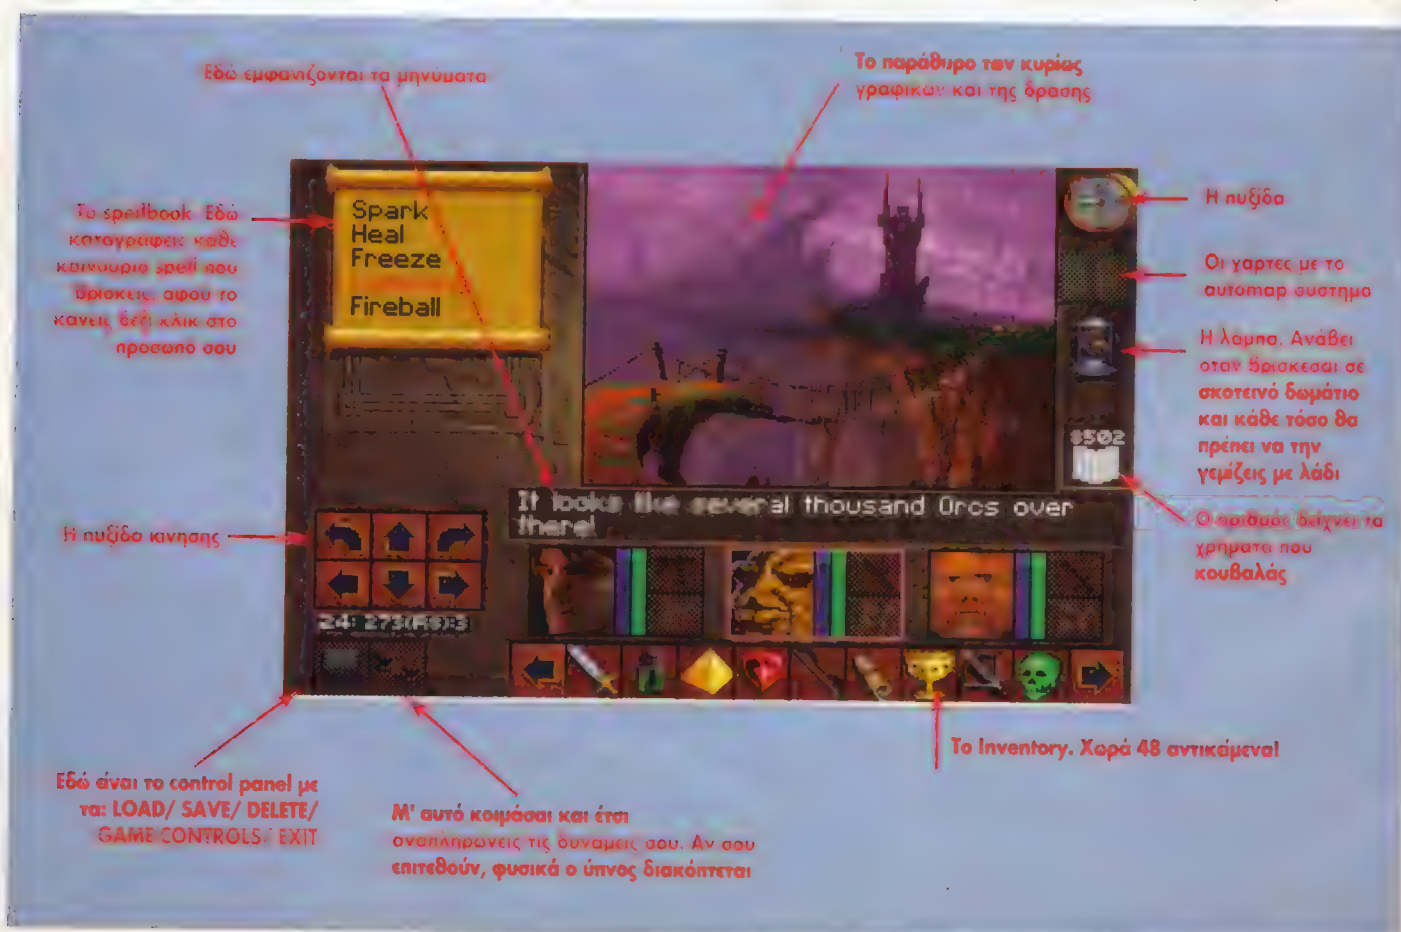 Εδώ εμφανίζονται τα μηνύματα
Το παράθυρο των κυρίως
γραφικών και της δράσης
Το spellbook. Εδώ
καταγράφεις κάθε
καινούριο spell που
βρίσκεις, αφού το
κάνεις δεξί κλικ στο
πρόσωπό σου
Spark
Heal
Freeze
Fireball
Η πυξίδα
Οι χάρτες με το
automap σύστημα
Η λάμπα. Ανάβει
όταν βρίσκεσαι σε
σκοτεινό δωμάτιο
και κάθε τόσο θα
πρέπει να την
γεμίζεις με λάδι
$502
It looks like several thousand Orcs over
there!
Ο αριθμός δείχνει τα
χρήματα που
κουβαλάς
Η πυξίδα κίνησης
24: 273(A$):3
Το Inventory. Χωρά 48 αντικείμενα!
Εδώ είναι το control panel με
τα: LOAD/ SAVE/ DELETE/
GAME CONTROLS/ EXIT
Μ' αυτό κοιμάσαι και έτσι
αναπληρώνεις τις δυνάμεις σου. Αν σου
επιτεθούν, φυσικά ο ύπνος διακόπτεται